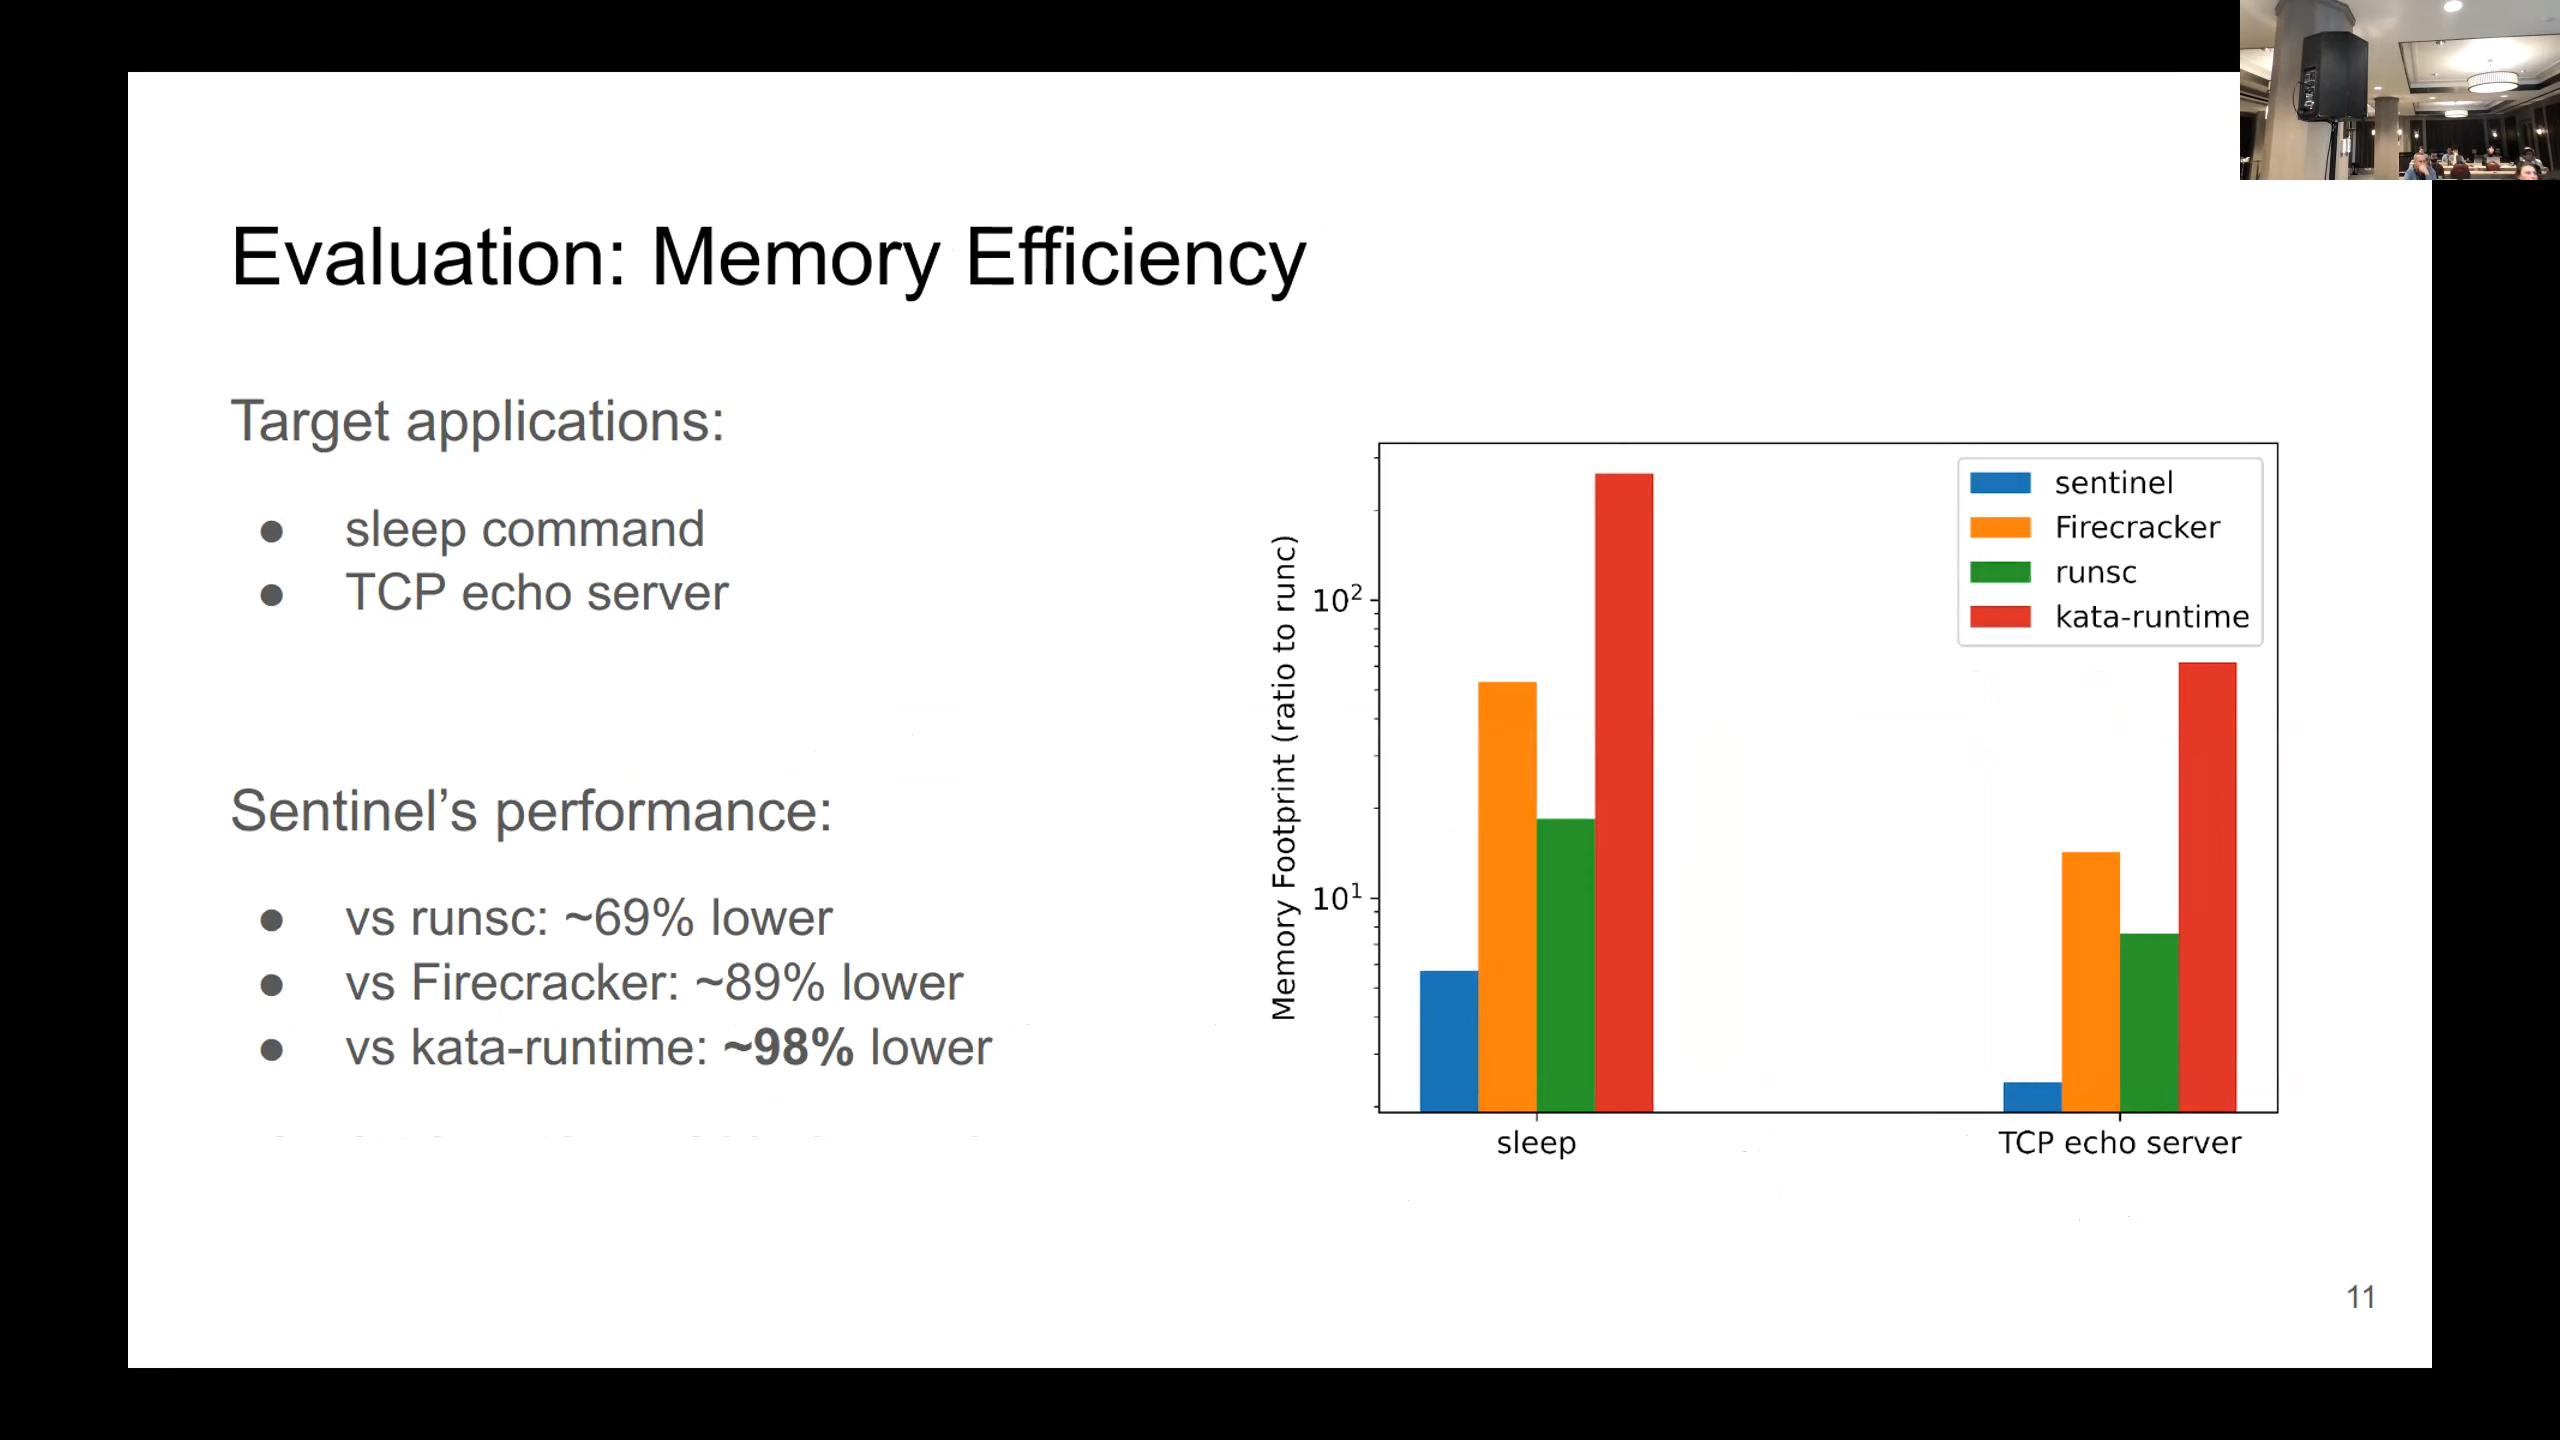 Evaluation: Memory Efficiency
Target applications:
● sleep command
● TCP echo server
Sentinel’s performance:
● vs runsc: ~69% lower
● vs Firecracker: ~89% lower
● vs kata-runtime: ~98% lower
Memory Footprint (ratio to runc)
10²
10¹
sentinel
Firecracker
runsc
kata-runtime
sleep
TCP echo server
11